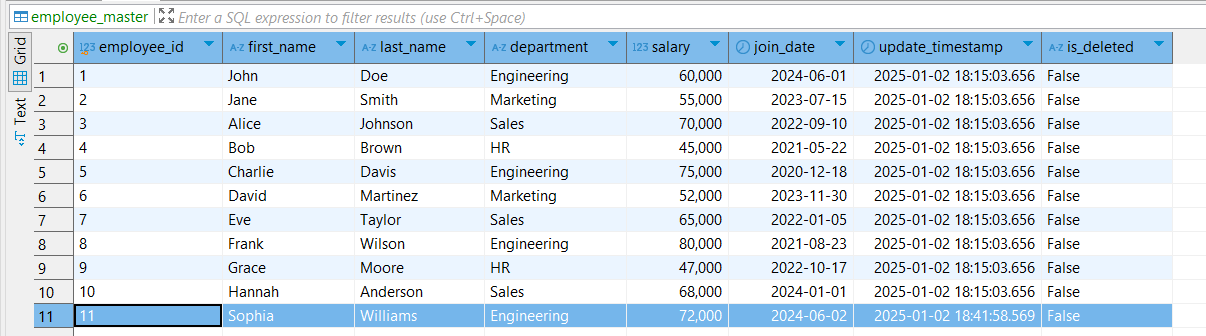 employee_master Enter a SQL expression to filter results (use Ctrl+Space)
Grid
Text
123 employee_id A-Z first_name A-Z last_name A-Z department 123 salary join_date update_timestamp A-Z is_deleted
1 1 John Doe Engineering 60,000 2024-06-01 2025-01-02 18:15:03.656 False
2 2 Jane Smith Marketing 55,000 2023-07-15 2025-01-02 18:15:03.656 False
3 3 Alice Johnson Sales 70,000 2022-09-10 2025-01-02 18:15:03.656 False
4 4 Bob Brown HR 45,000 2021-05-22 2025-01-02 18:15:03.656 False
5 5 Charlie Davis Engineering 75,000 2020-12-18 2025-01-02 18:15:03.656 False
6 6 David Martinez Marketing 52,000 2023-11-30 2025-01-02 18:15:03.656 False
7 7 Eve Taylor Sales 65,000 2022-01-05 2025-01-02 18:15:03.656 False
8 8 Frank Wilson Engineering 80,000 2021-08-23 2025-01-02 18:15:03.656 False
9 9 Grace Moore HR 47,000 2022-10-17 2025-01-02 18:15:03.656 False
10 10 Hannah Anderson Sales 68,000 2024-01-01 2025-01-02 18:15:03.656 False
11 11 Sophia Williams Engineering 72,000 2024-06-02 2025-01-02 18:41:58.569 False